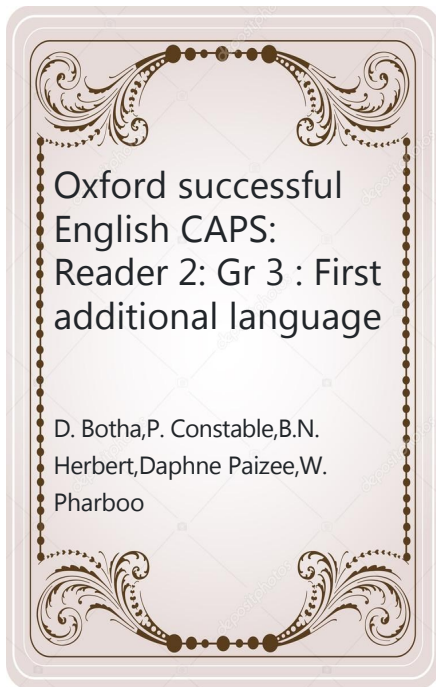 Oxford successful
English CAPS:
Reader 2: Gr 3 : First
additional language
D. Botha,P. Constable,B.N.
Herbert,Daphne Paizee,W.
Pharboo